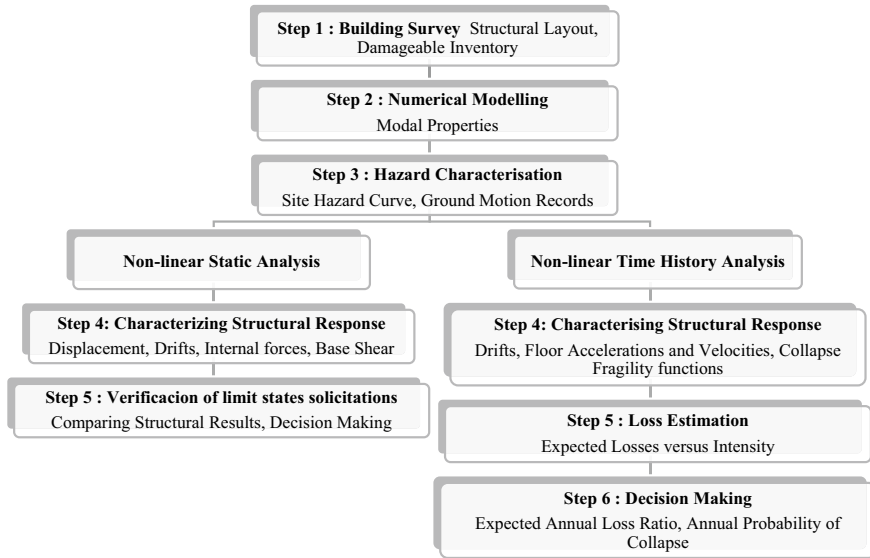 Step 1 : Building Survey Structural Layout,
Damageable Inventory
Step 2 : Numerical Modelling
Modal Properties
Step 3 : Hazard Characterisation
Site Hazard Curve, Ground Motion Records
Non-linear Static Analysis
Step 4: Characterizing Structural Response
Displacement, Drifts, Internal forces, Base Shear
Step 5 : Verificacion of limit states solicitations
Comparing Structural Results, Decision Making
Non-linear Time History Analysis
Step 4: Characterising Structural Response
Drifts, Floor Accelerations and Velocities, Collapse
Fragility functions
Step 5 : Loss Estimation
Expected Losses versus Intensity
Step 6 : Decision Making
Expected Annual Loss Ratio, Annual Probability of
Collapse